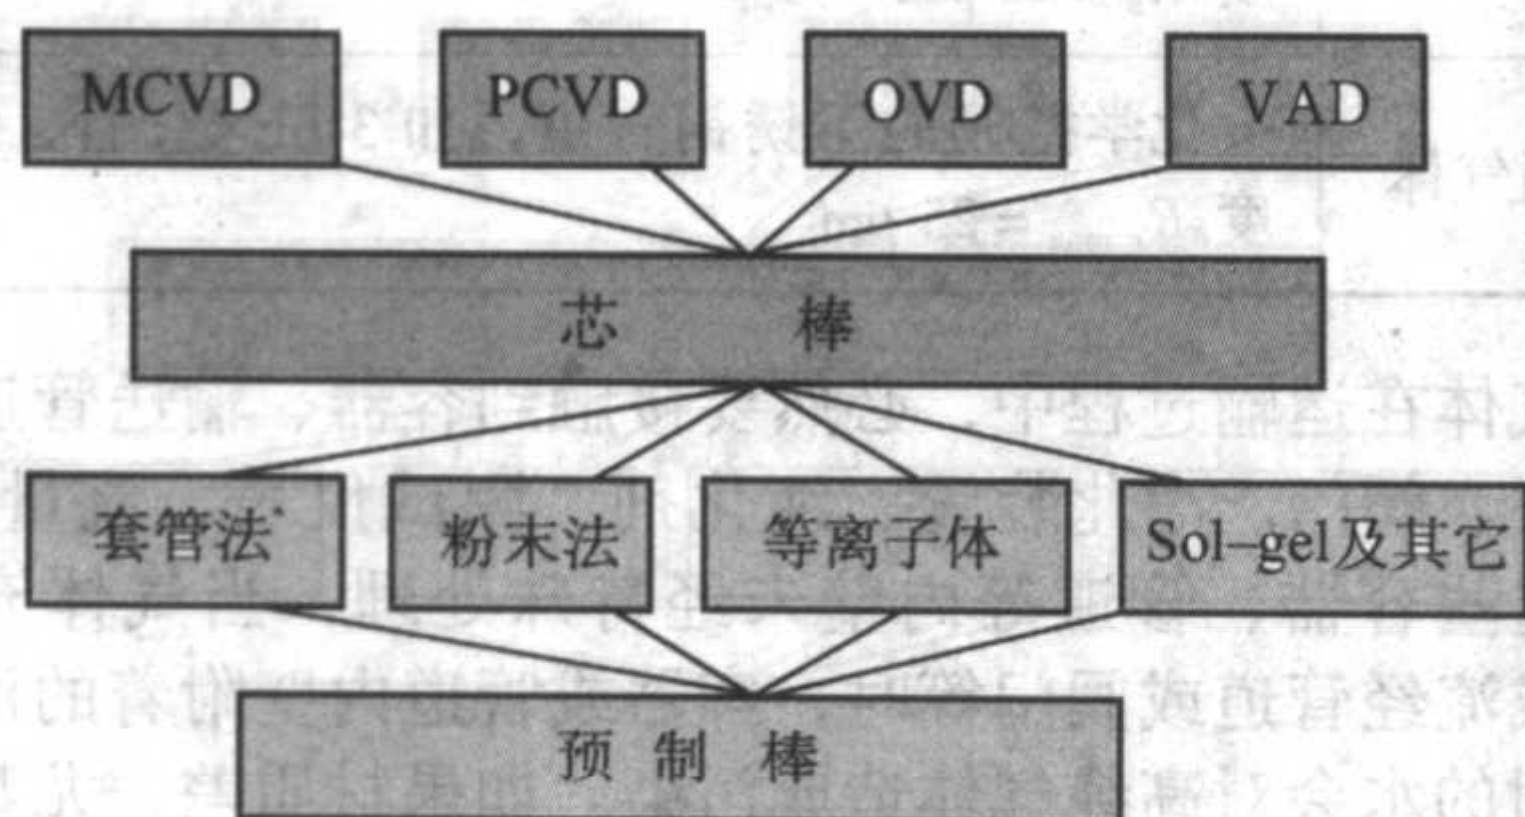 MCVD PCVD OVD VAD
芯 棒
套管法* 粉末法 等离子体 Sol-gel及其它
预 制 棒